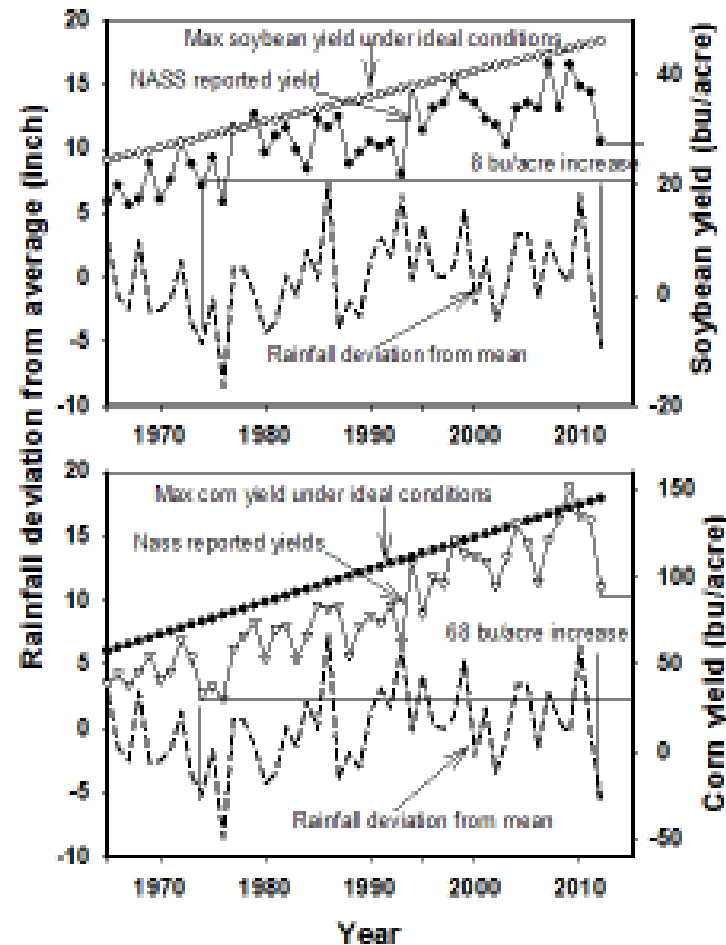 Rainfall deviation from average (inch)
20
15
10
5
0
-5
-10
Max soybean yield under ideal conditions
NASS reported yield
8 bu/acre increase
Rainfall deviation from mean
40
20
0
-20
Soybean yield (bu/acre)
1970 1980 1990 2000 2010
20
15
10
5
0
-5
-10
Max corn yield under ideal conditions
Nass reported yields
68 bu/acre increase
Rainfall deviation from mean
150
100
50
0
-50
Corn yield (bu/acre)
1970 1980 1990 2000 2010
Year